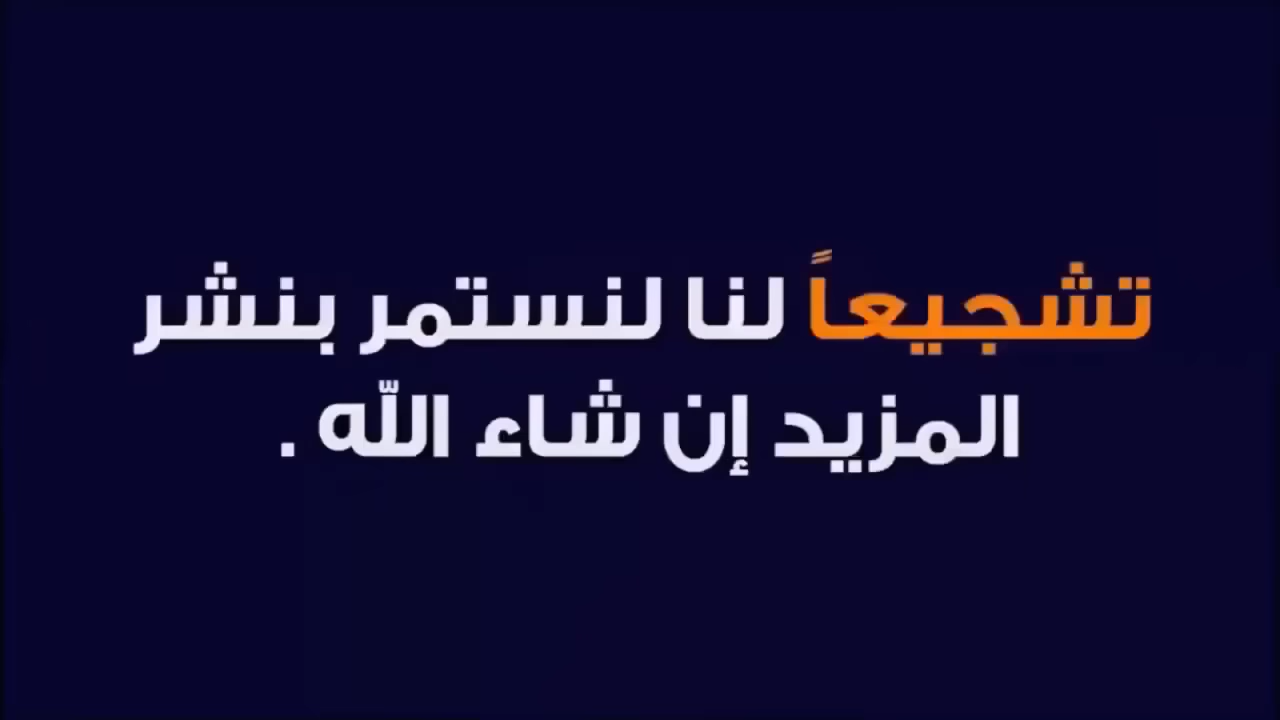 تشجيعاً لنا لنستمر بنشر
المزيد إن شاء الله .